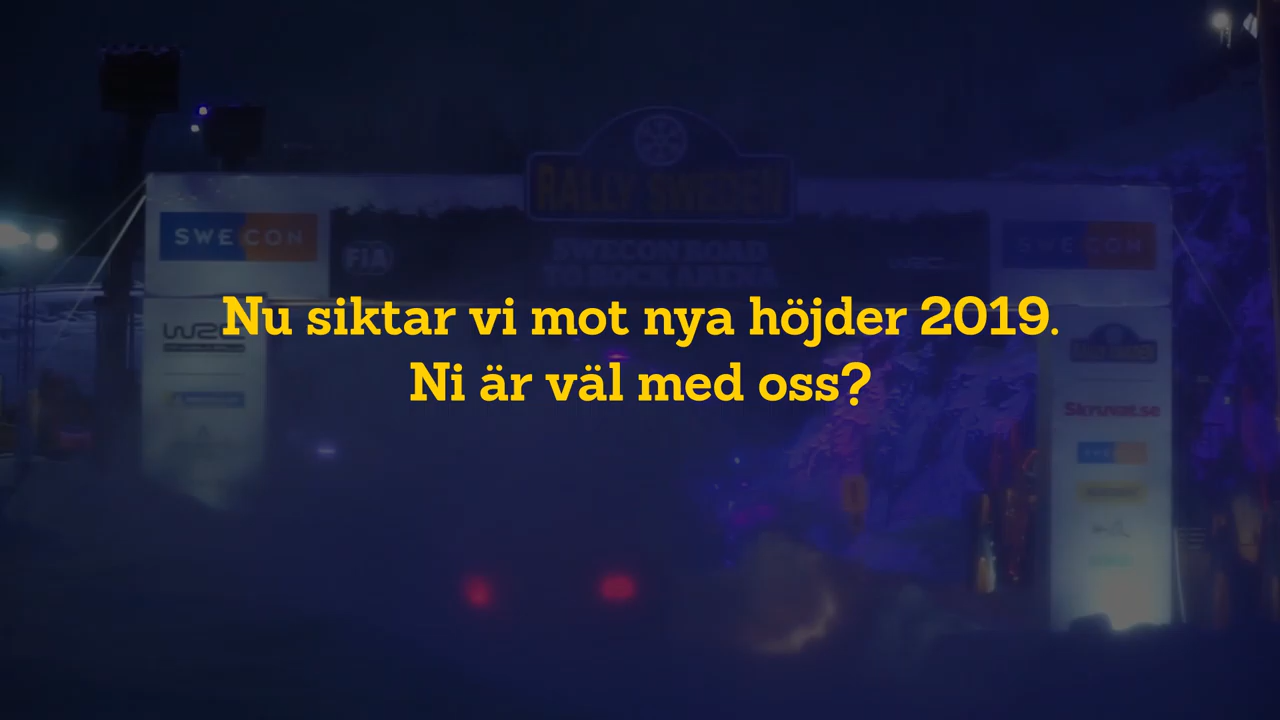 RALLY SWEDEN
SWECON
FIA
SWECON ROAD
TO ROCK ARENA
SWECON
Nu siktar vi mot nya höjder 2019.
Ni är väl med oss?
WRC
Skruvat.se